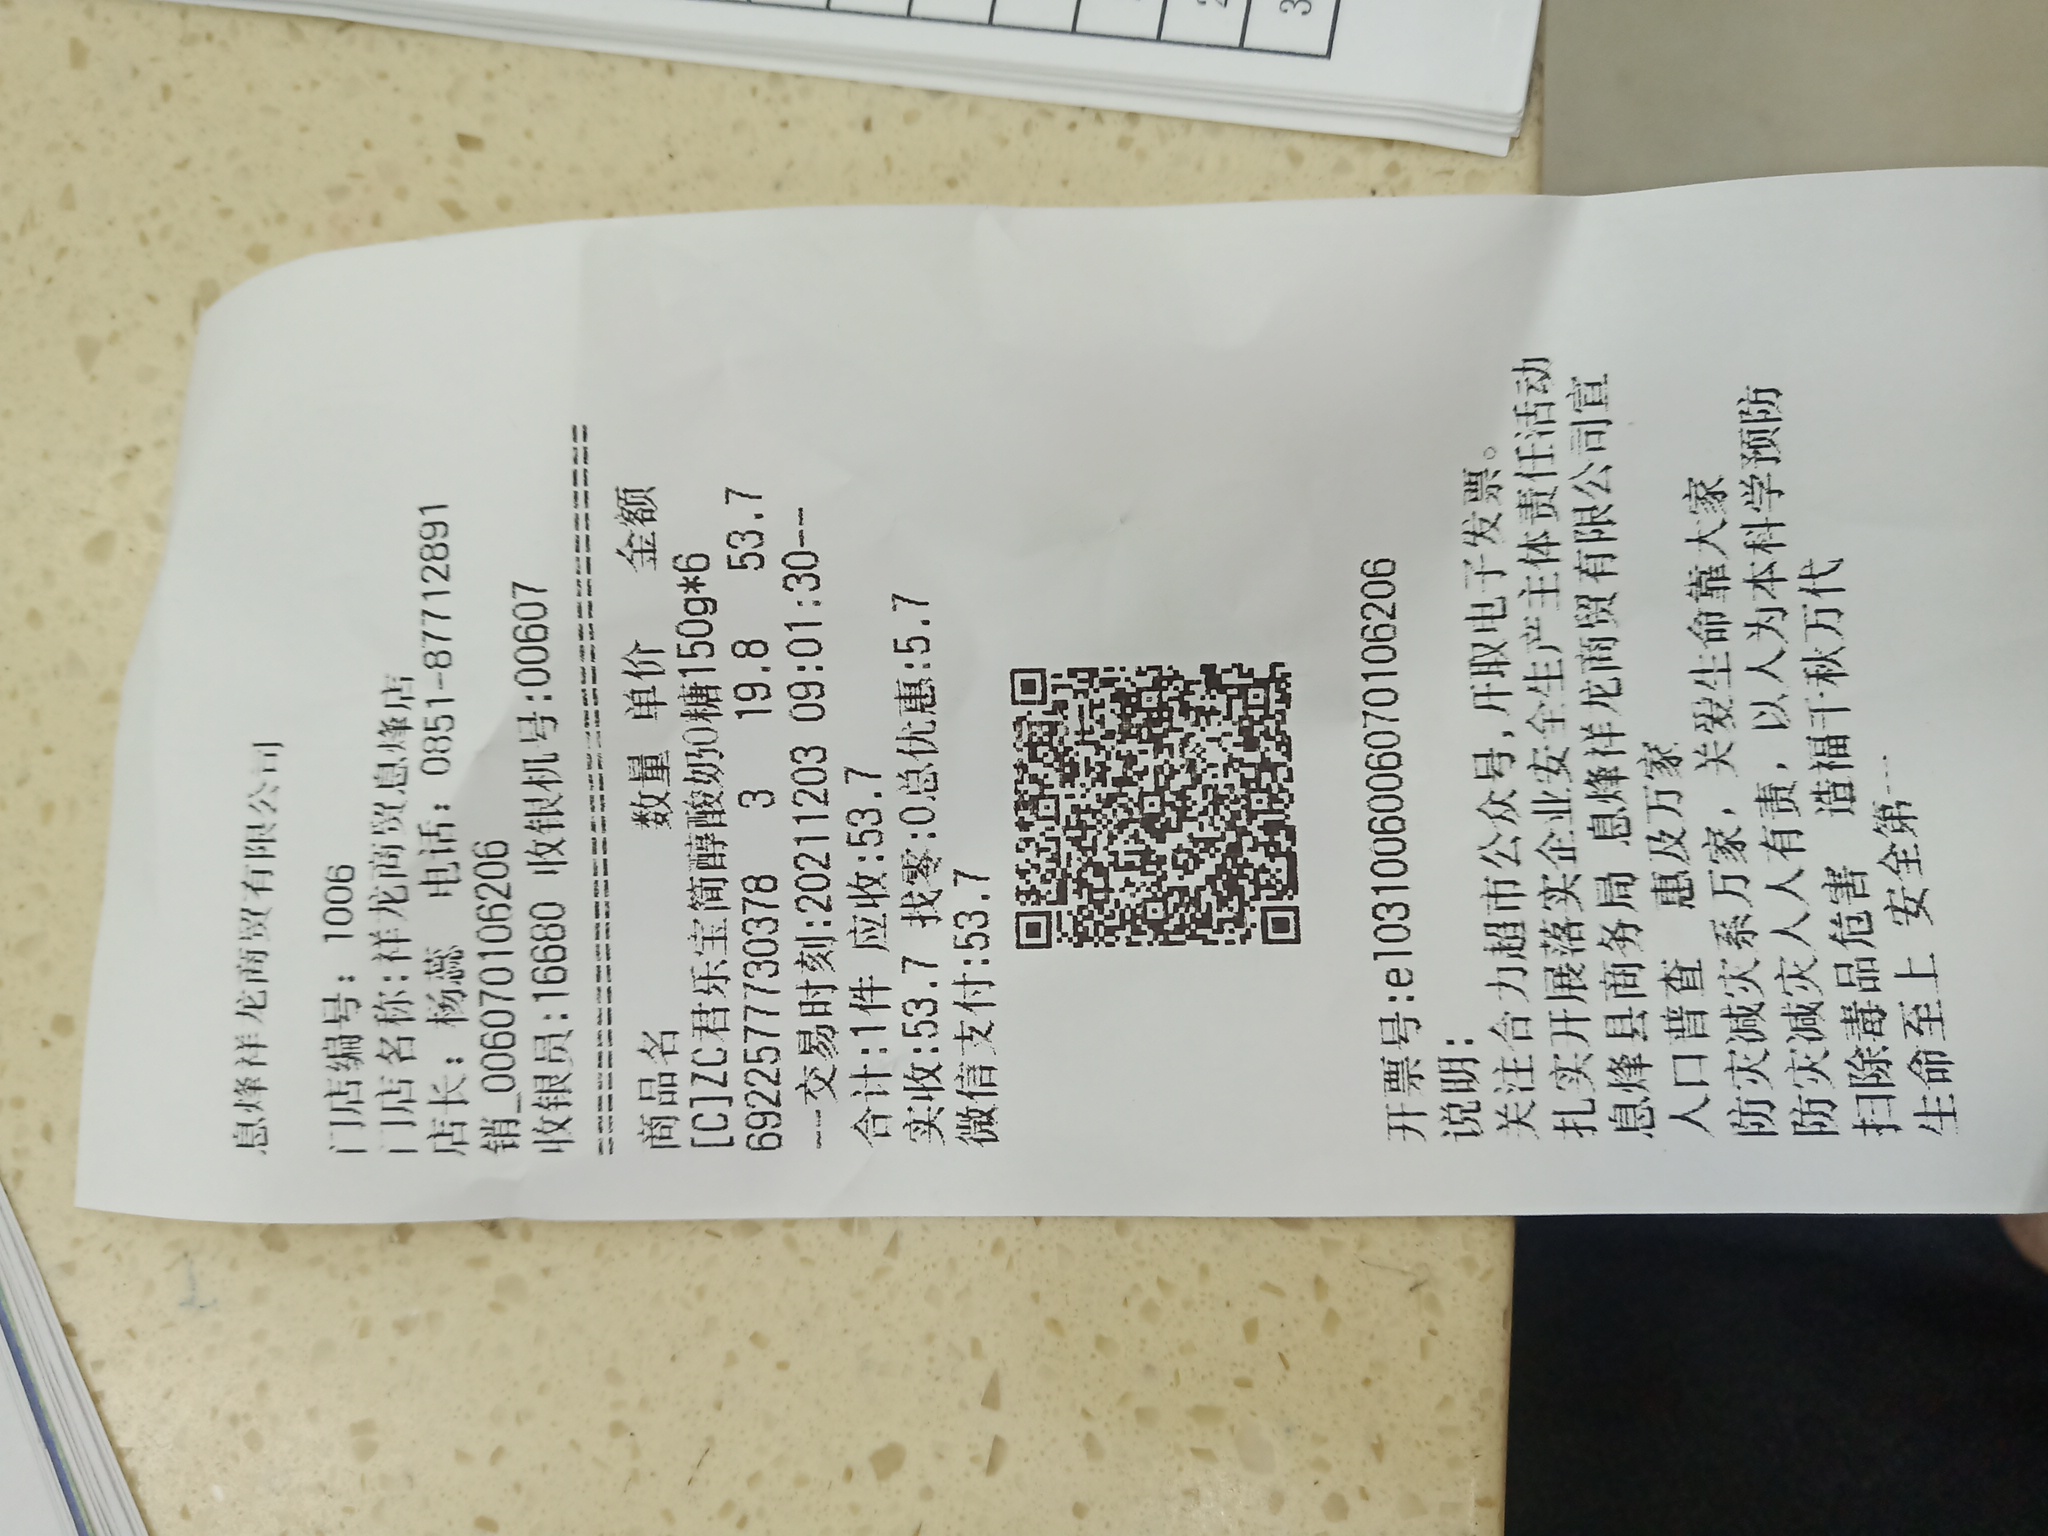 息烽祥龙商贸有限公司
门店编号: 1006
门店名称:祥龙商贸息烽店
店长: 杨蕊 电话: 0851-87712891
销_00607010620​6
收银员:16680 收银机号:00607
==========================================
商品名 数量 单价 金额
[C]ZC君乐宝简醇酸奶0糖150g*6
6922577730378 3 19.8 53.7
---交易时刻:20211203 09:01:30--
合计:1件 应收:53.7
实收:53.7 找零:0总优惠:5.7
微信支付:53.7
开票号:e1031006006070106206
说明:
关注合力超市公众号,开取电子发票。
扎实开展落实企业安全生产主体责任活动
息烽县商务局 息烽祥龙商贸有限公司宣
人口普查 惠及万家
防灾减灾系万家, 关爱生命靠大家
防灾减灾人人有责, 以人为本科学预防
扫除毒品危害 造福千秋万代
生命至上 安全第一
2
3